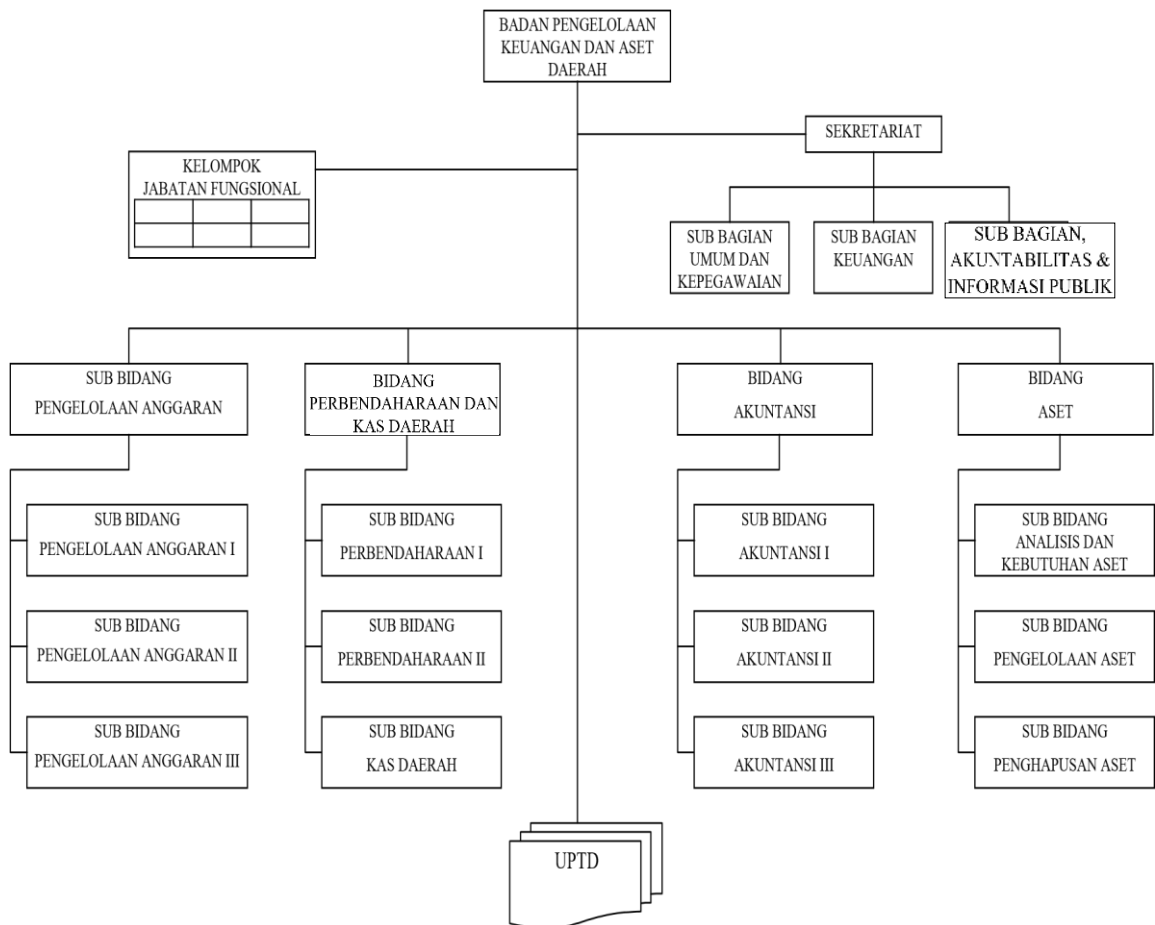 BADAN PENGELOLAAN
KEUANGAN DAN ASET
DAERAH
SEKRETARIAT
KELOMPOK
JABATAN FUNGSIONAL
SUB BAGIAN
UMUM DAN
KEPEGAWAIAN
SUB BAGIAN
KEUANGAN
SUB BAGIAN,
AKUNTABILITAS &
INFORMASI PUBLIK
SUB BIDANG
PENGELOLAAN ANGGARAN
BIDANG
PERBENDAHARAAN DAN
KAS DAERAH
BIDANG
AKUNTANSI
BIDANG
ASET
SUB BIDANG
PENGELOLAAN ANGGARAN I
SUB BIDANG
PERBENDAHARAAN I
SUB BIDANG
AKUNTANSI I
SUB BIDANG
ANALISIS DAN
KEBUTUHAN ASET
SUB BIDANG
PENGELOLAAN ANGGARAN II
SUB BIDANG
PERBENDAHARAAN II
SUB BIDANG
AKUNTANSI II
SUB BIDANG
PENGELOLAAN ASET
SUB BIDANG
PENGELOLAAN ANGGARAN III
SUB BIDANG
KAS DAERAH
SUB BIDANG
AKUNTANSI III
SUB BIDANG
PENGHAPUSAN ASET
UPTD